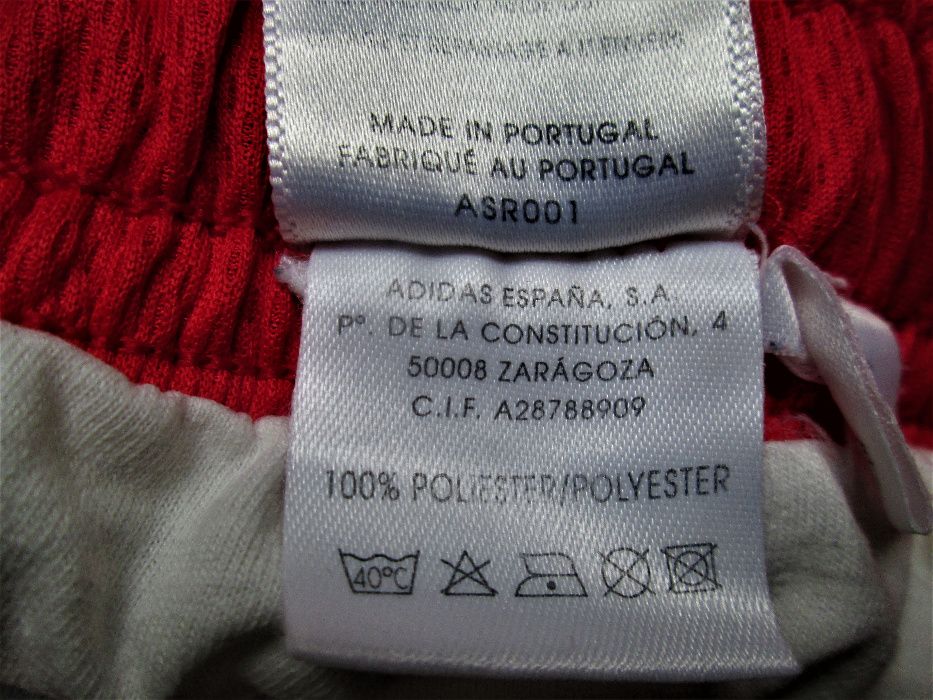 MADE IN PORTUGAL
FABRIQUÉ AU PORTUGAL
ASR001
ADIDAS ESPAÑA, S.A.
Pº. DE LA CONSTITUCIÓN, 4
50008 ZARÁGOZA
C.I.F. A28788909
100% POLIESTER/POLYESTER
40ºC